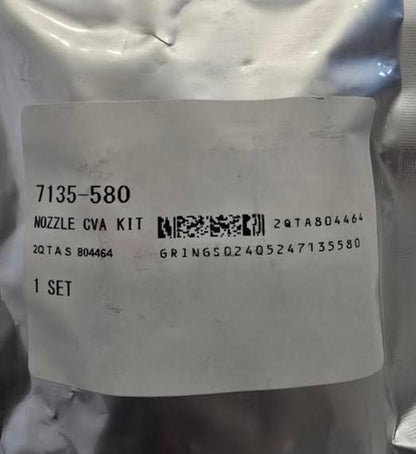 7135-580
NOZZLE CVA KIT 2QTA804464
2QTAS 804464 GRINGS02405247135580
1 SET